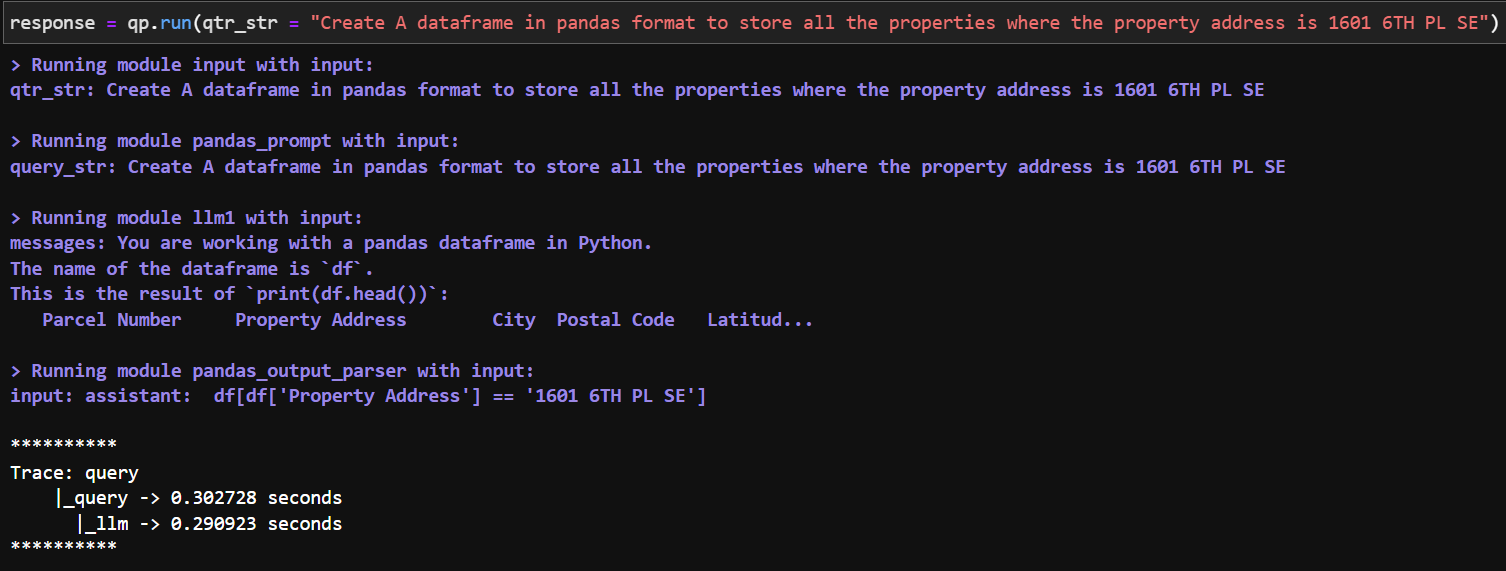 response = qp.run(qtr_str = "Create A dataframe in pandas format to store all the properties where the property address is 1601 6TH PL SE")
> Running module input with input:
qtr_str: Create A dataframe in pandas format to store all the properties where the property address is 1601 6TH PL SE
> Running module pandas_prompt with input:
query_str: Create A dataframe in pandas format to store all the properties where the property address is 1601 6TH PL SE
> Running module llm1 with input:
messages: You are working with a pandas dataframe in Python.
The name of the dataframe is `df`.
This is the result of `print(df.head())`:
   Parcel Number     Property Address        City  Postal Code   Latitud...
> Running module pandas_output_parser with input:
input: assistant:  df[df['Property Address'] == '1601 6TH PL SE']
**********
Trace: query
    |_query -> 0.302728 seconds
      |_llm -> 0.290923 seconds
**********